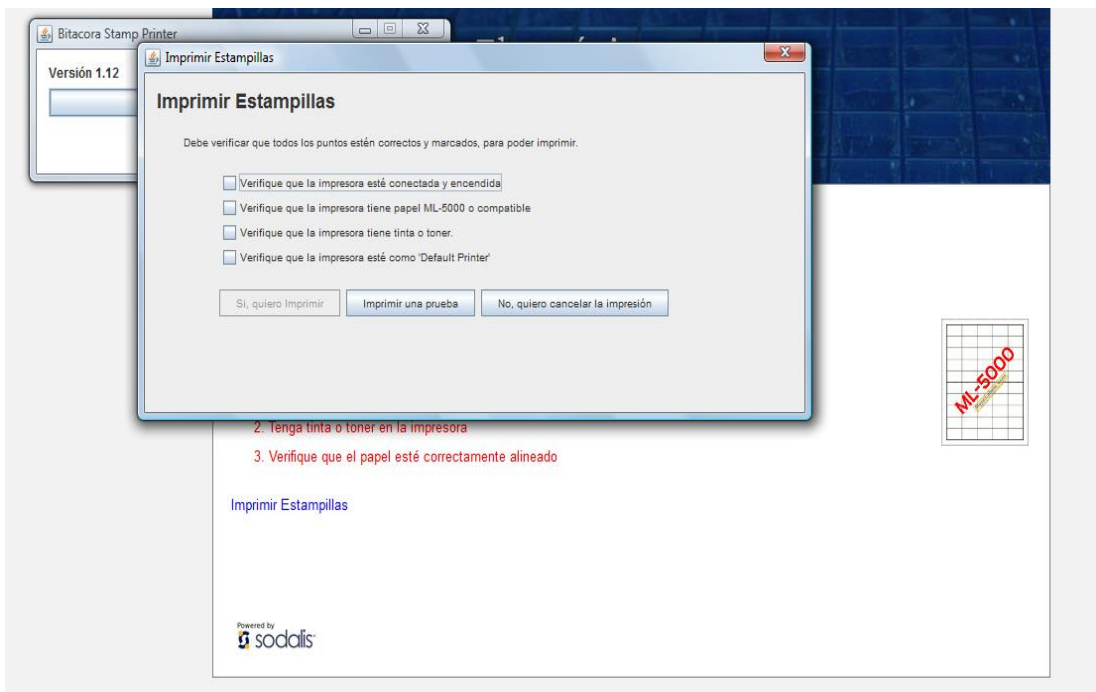 Bitacora Stamp Printer
Versión 1.12
Imprimir Estampillas
Imprimir Estampillas
Debe verificar que todos los puntos estén correctos y marcados, para poder imprimir.
Verifique que la impresora esté conectada y encendida
Verifique que la impresora tiene papel ML-5000 o compatible
Verifique que la impresora tiene tinta o toner.
Verifique que la impresora esté como 'Default Printer'
Si, quiero Imprimir
Imprimir una prueba
No, quiero cancelar la impresión
ML-5000
2. Tenga tinta o toner en la impresora
3. Verifique que el papel esté correctamente alineado
Imprimir Estampillas
Powered by
sodalis